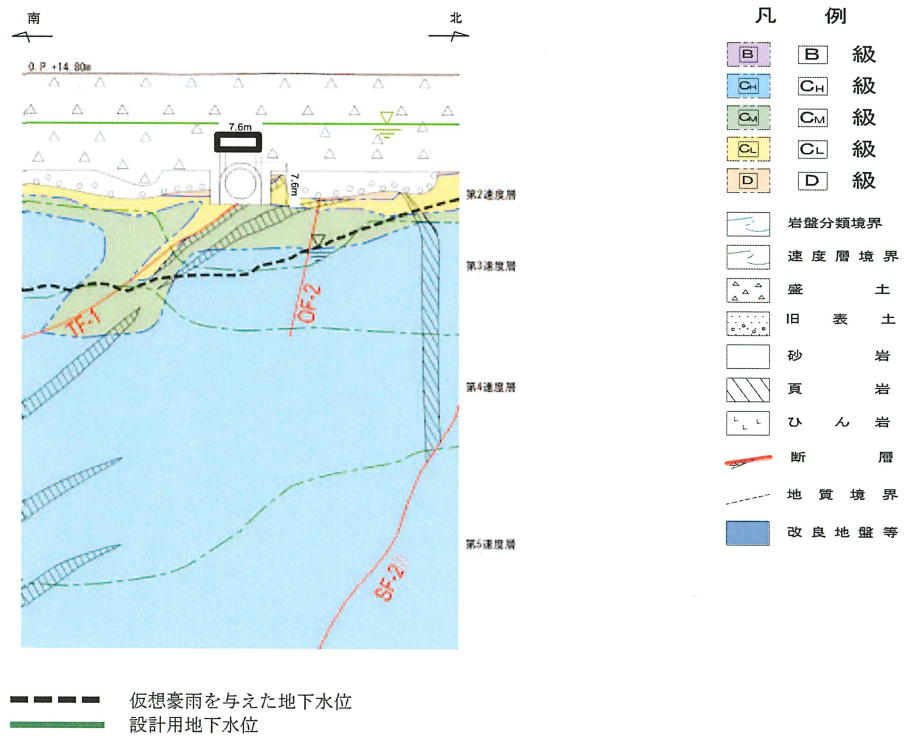 南
北
O.P.+14.80m
7.6m
7.6m
第2速度層
第3速度層
TF-1
OF-2
第4速度層
第5速度層
SF-2
凡 例
B B 級
CH CH 級
CM CM 級
CL CL 級
D D 級
岩盤分類境界
速度層境界
盛土
旧表土
砂岩
頁岩
ひん岩
断層
地質境界
改良地盤等
仮想豪雨を与えた地下水位
設計用地下水位